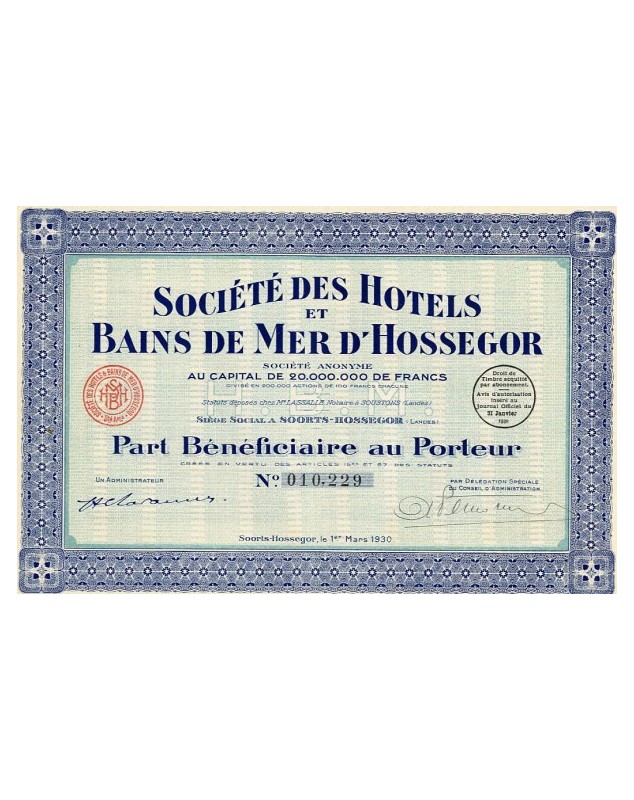 SOCIÉTÉ DES HOTELS
ET
BAINS DE MER D'HOSSEGOR
SOCIÉTÉ ANONYME
AU CAPITAL DE 20.000.000 DE FRANCS
DIVISÉ EN 200.000 ACTIONS DE 100 FRANCS CHACUNE
Statuts déposés chez Me LASSALLE, Notaire à SOUSTONS (Landes)
SIÈGE SOCIAL A SOORTS-HOSSEGOR (LANDES)
Droit de
Timbre acquitté
par abonnement.
Avis d'autorisation
inséré au
Journal Officiel du
31 Janvier
Part Bénéficiaire au Porteur
CRÉÉE EN VERTU DES ARTICLES ET 57 DES STATUTS
UN ADMINISTRATEUR
No. 010,229
PAR DÉLÉGATION SPÉCIALE
DU CONSEIL D'ADMINISTRATION
Soorts-Hossegor, le 1er Mars 1930